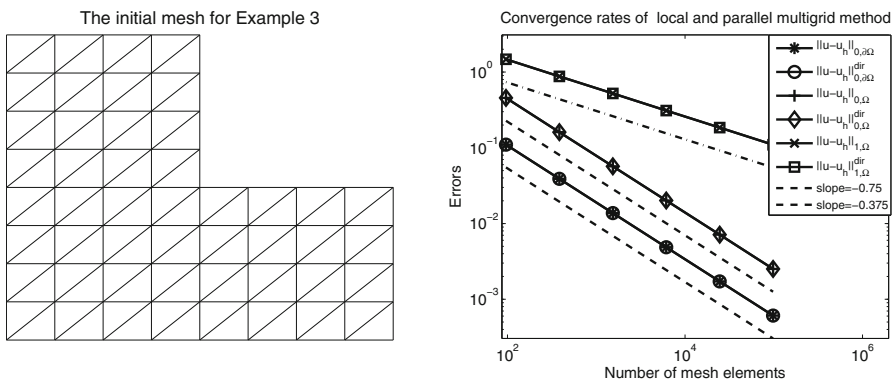 The initial mesh for Example 3
Convergence rates of local and parallel multigrid method
Errors
10^0
10^-1
10^-2
10^-3
10^2
10^4
10^6
Number of mesh elements
||u-u_h||_{0,∂Ω}
||u-u_h||^{dir}_{0,∂Ω}
||u-u_h||_{0,Ω}
||u-u_h||^{dir}_{0,Ω}
||u-u_h||_{1,Ω}
||u-u_h||^{dir}_{1,Ω}
slope=-0.75
slope=-0.375